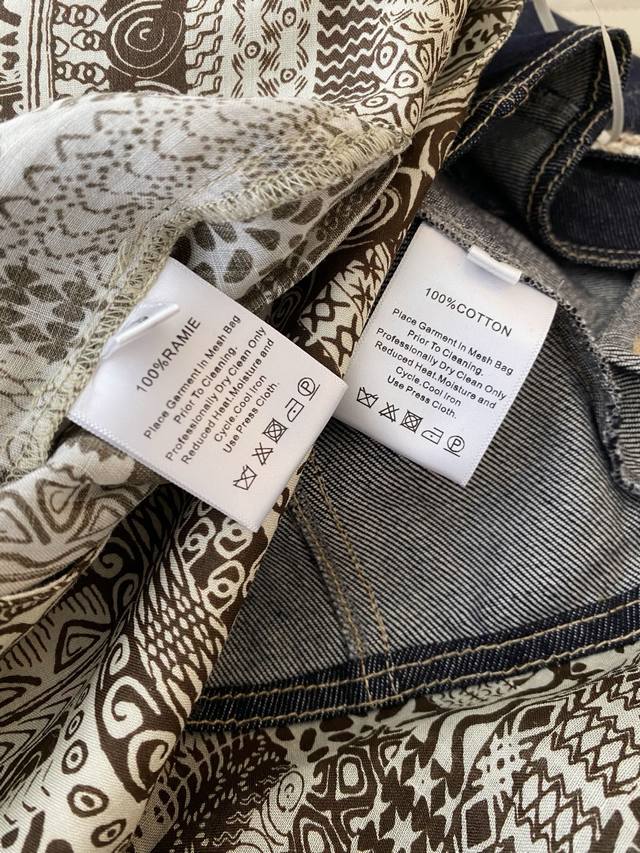 100%RAMIE
Place Garment in Mesh Bag
Prior To Cleaning.
Professionally Dry Clean Only
Reduced Heat.Moisture and
Cycle.Cool Iron
Use Press Cloth.
100%COTTON
Place Garment in Mesh Bag
Prior To Cleaning.
Professionally Dry Clean Only
Reduced Heat.Moisture and
Cycle.Cool Iron
Use Press Cloth.